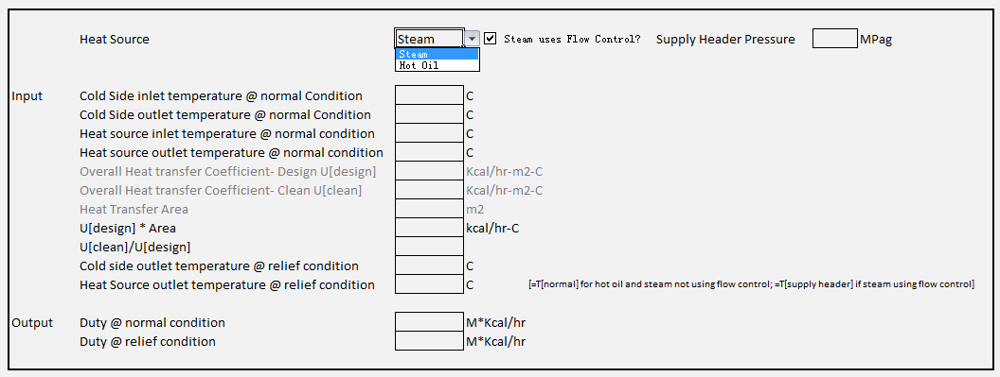 Heat Source Steam Steam uses Flow Control? Supply Header Pressure MPag
Steam
Hot Oil
Input Cold Side inlet temperature @ normal Condition C
Cold Side outlet temperature @ normal Condition C
Heat source inlet temperature @ normal condition C
Heat source outlet temperature @ normal condition C
Overall Heat transfer Coefficient- Design U[design] Kcal/hr-m2-C
Overall Heat transfer Coefficient- Clean U[clean] Kcal/hr-m2-C
Heat Transfer Area m2
U[design] * Area kcal/hr-C
U[clean]/U[design]
Cold side outlet temperature @ relief condition C
Heat Source outlet temperature @ relief condition C [=T[normal] for hot oil and steam not using flow control; =T[supply header] if steam using flow control]
Output Duty @ normal condition M*Kcal/hr
Duty @ relief condition M*Kcal/hr